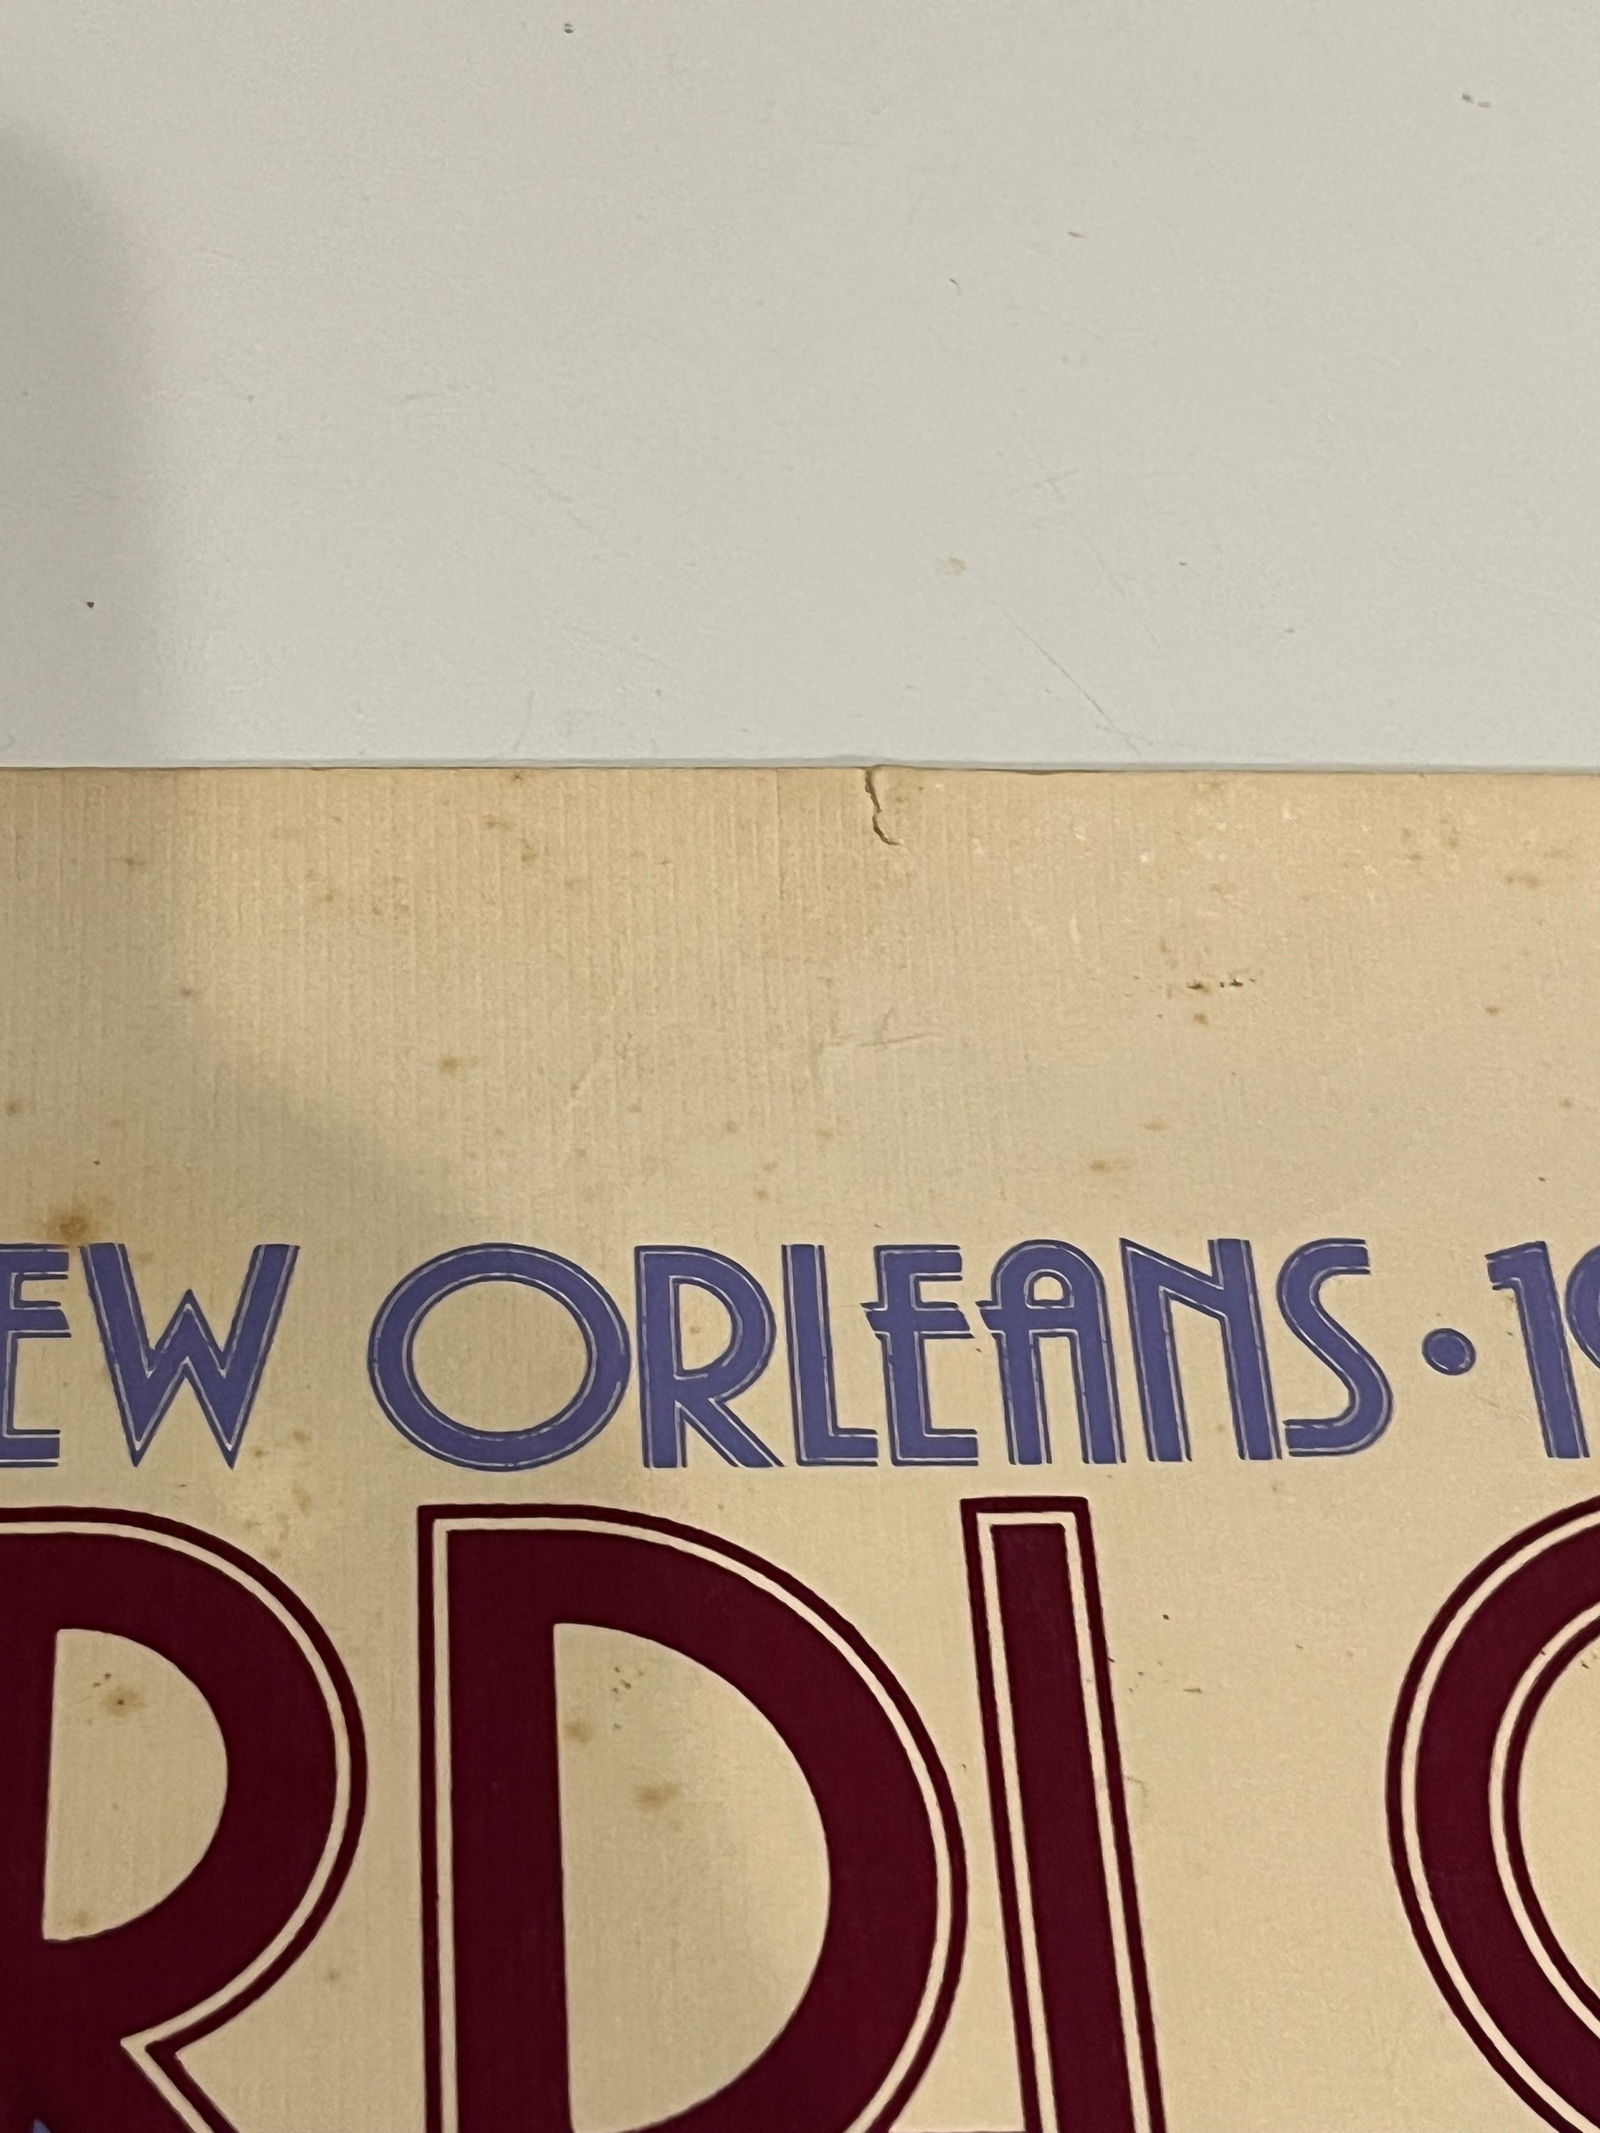 EW ORLEANS • 19
RDI G